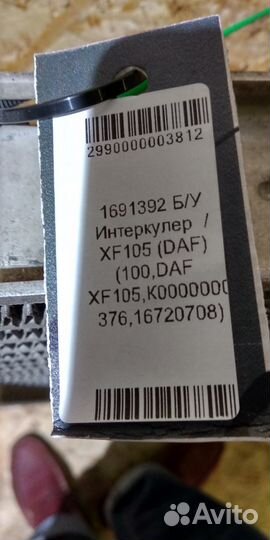 2990000003812
1691392 Б/У
Интеркулер /
XF105 (DAF)
(100,DAF
XF105,K0000000
376,16720708)
Avito